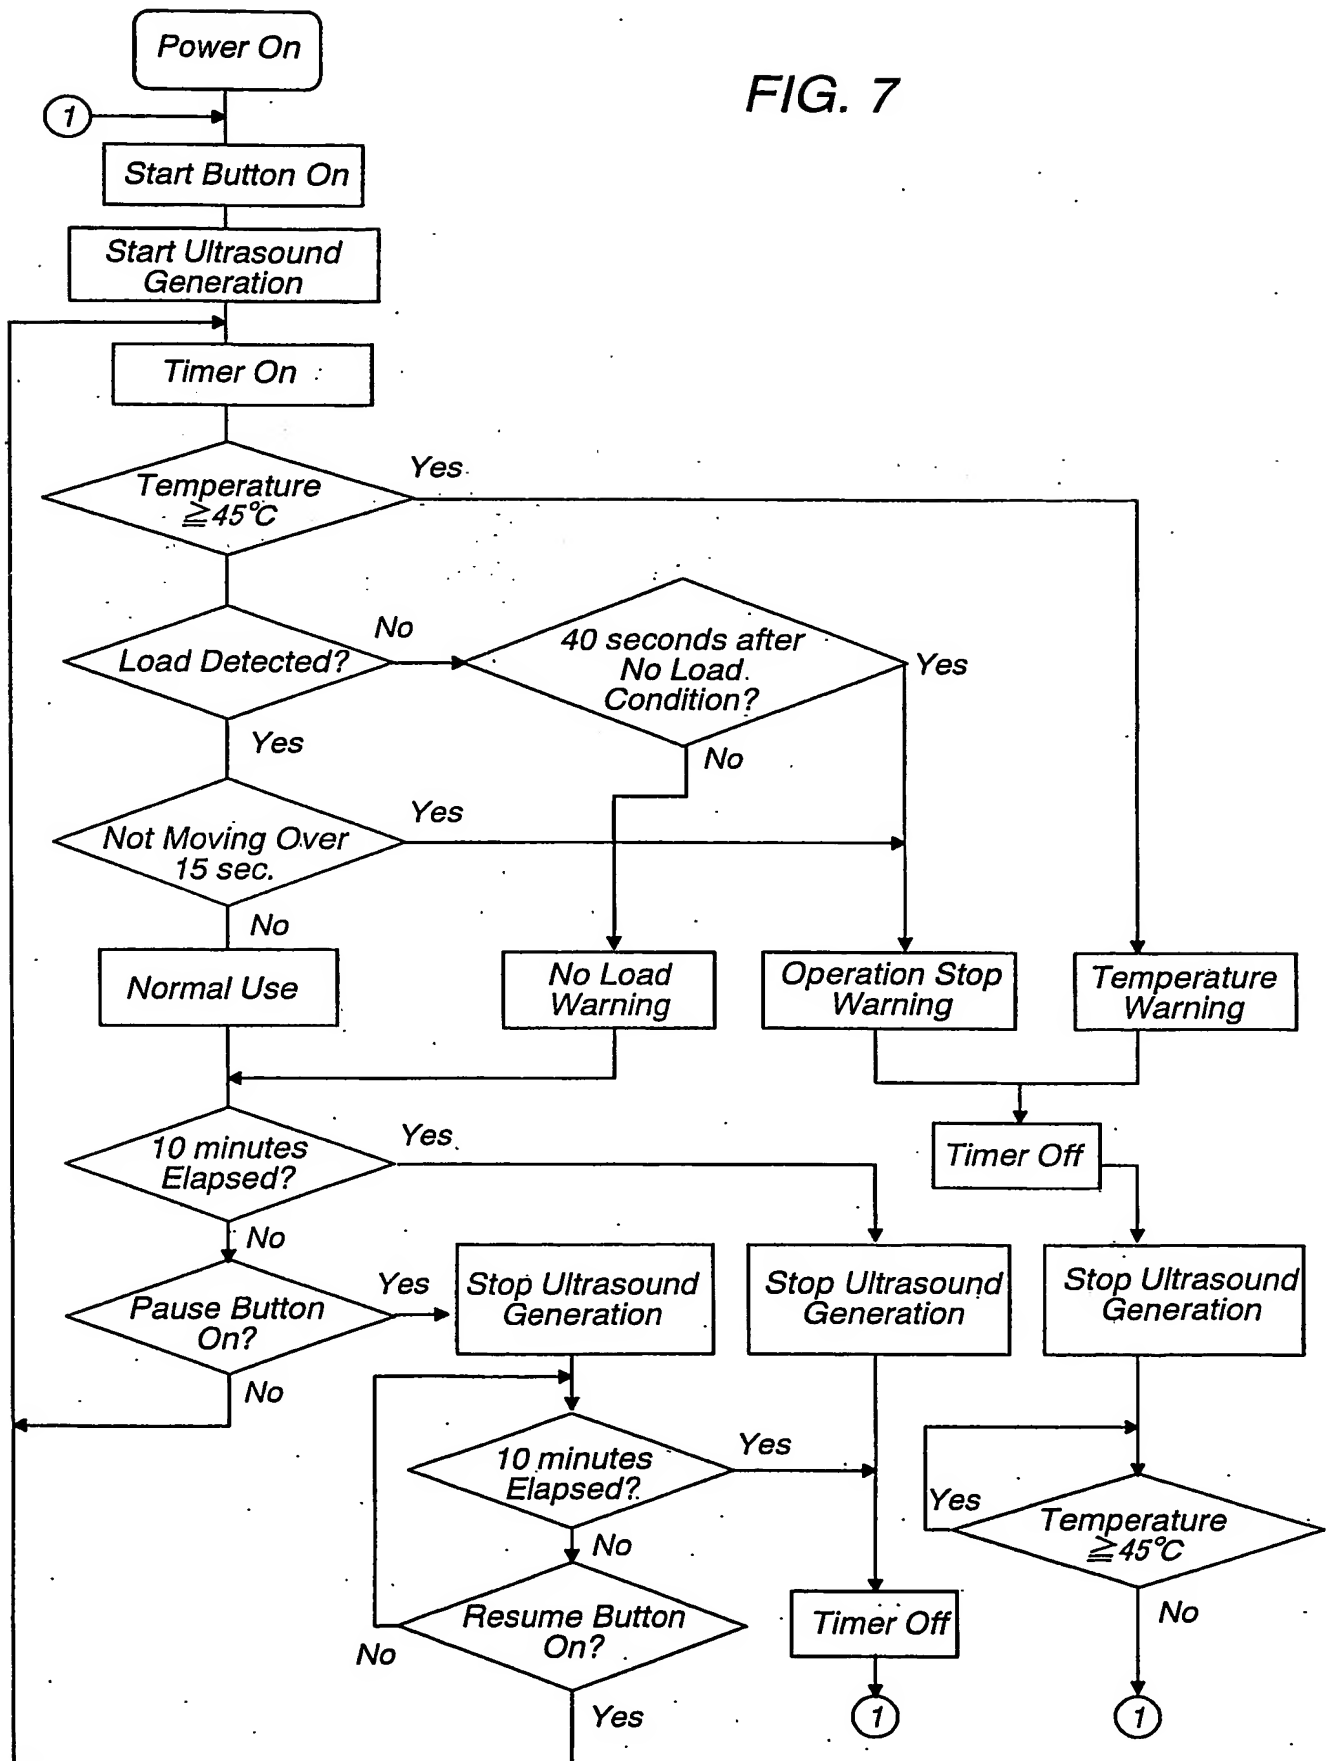 Power On
FIG. 7
1
Start Button On
Start Ultrasound
Generation
Timer On
Temperature
≧45°C
Yes
Load Detected?
No
40 seconds after
No Load
Condition?
Yes
Yes
No
Not Moving Over
15 sec.
Yes
No
Normal Use
No Load
Warning
Operation Stop
Warning
Temperature
Warning
10 minutes
Elapsed?
Yes
Timer Off
No
Pause Button
On?
Yes
Stop Ultrasound
Generation
Stop Ultrasound
Generation
Stop Ultrasound
Generation
No
10 minutes
Elapsed?
Yes
Yes
Temperature
≧45°C
No
Resume Button
On?
No
Timer Off
No
Yes
1
1